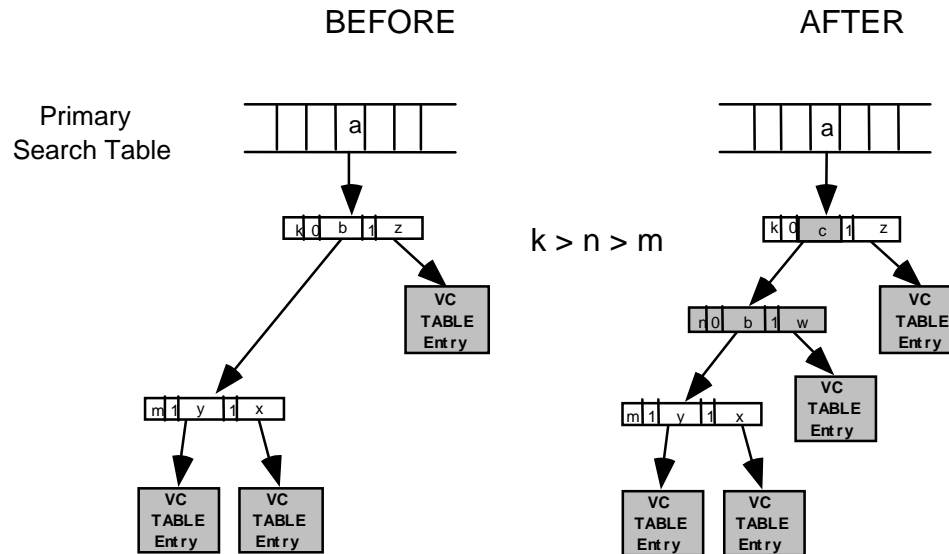 BEFORE
AFTER
Primary
Search Table
a
a
k 0 b 1 z
k > n > m
k 0 c 1 z
VC
TABLE
Entry
n 0 b 1 w
VC
TABLE
Entry
m 1 y 1 x
VC
TABLE
Entry
m 1 y 1 x
VC
TABLE
Entry
VC
TABLE
Entry
VC
TABLE
Entry
VC
TABLE
Entry